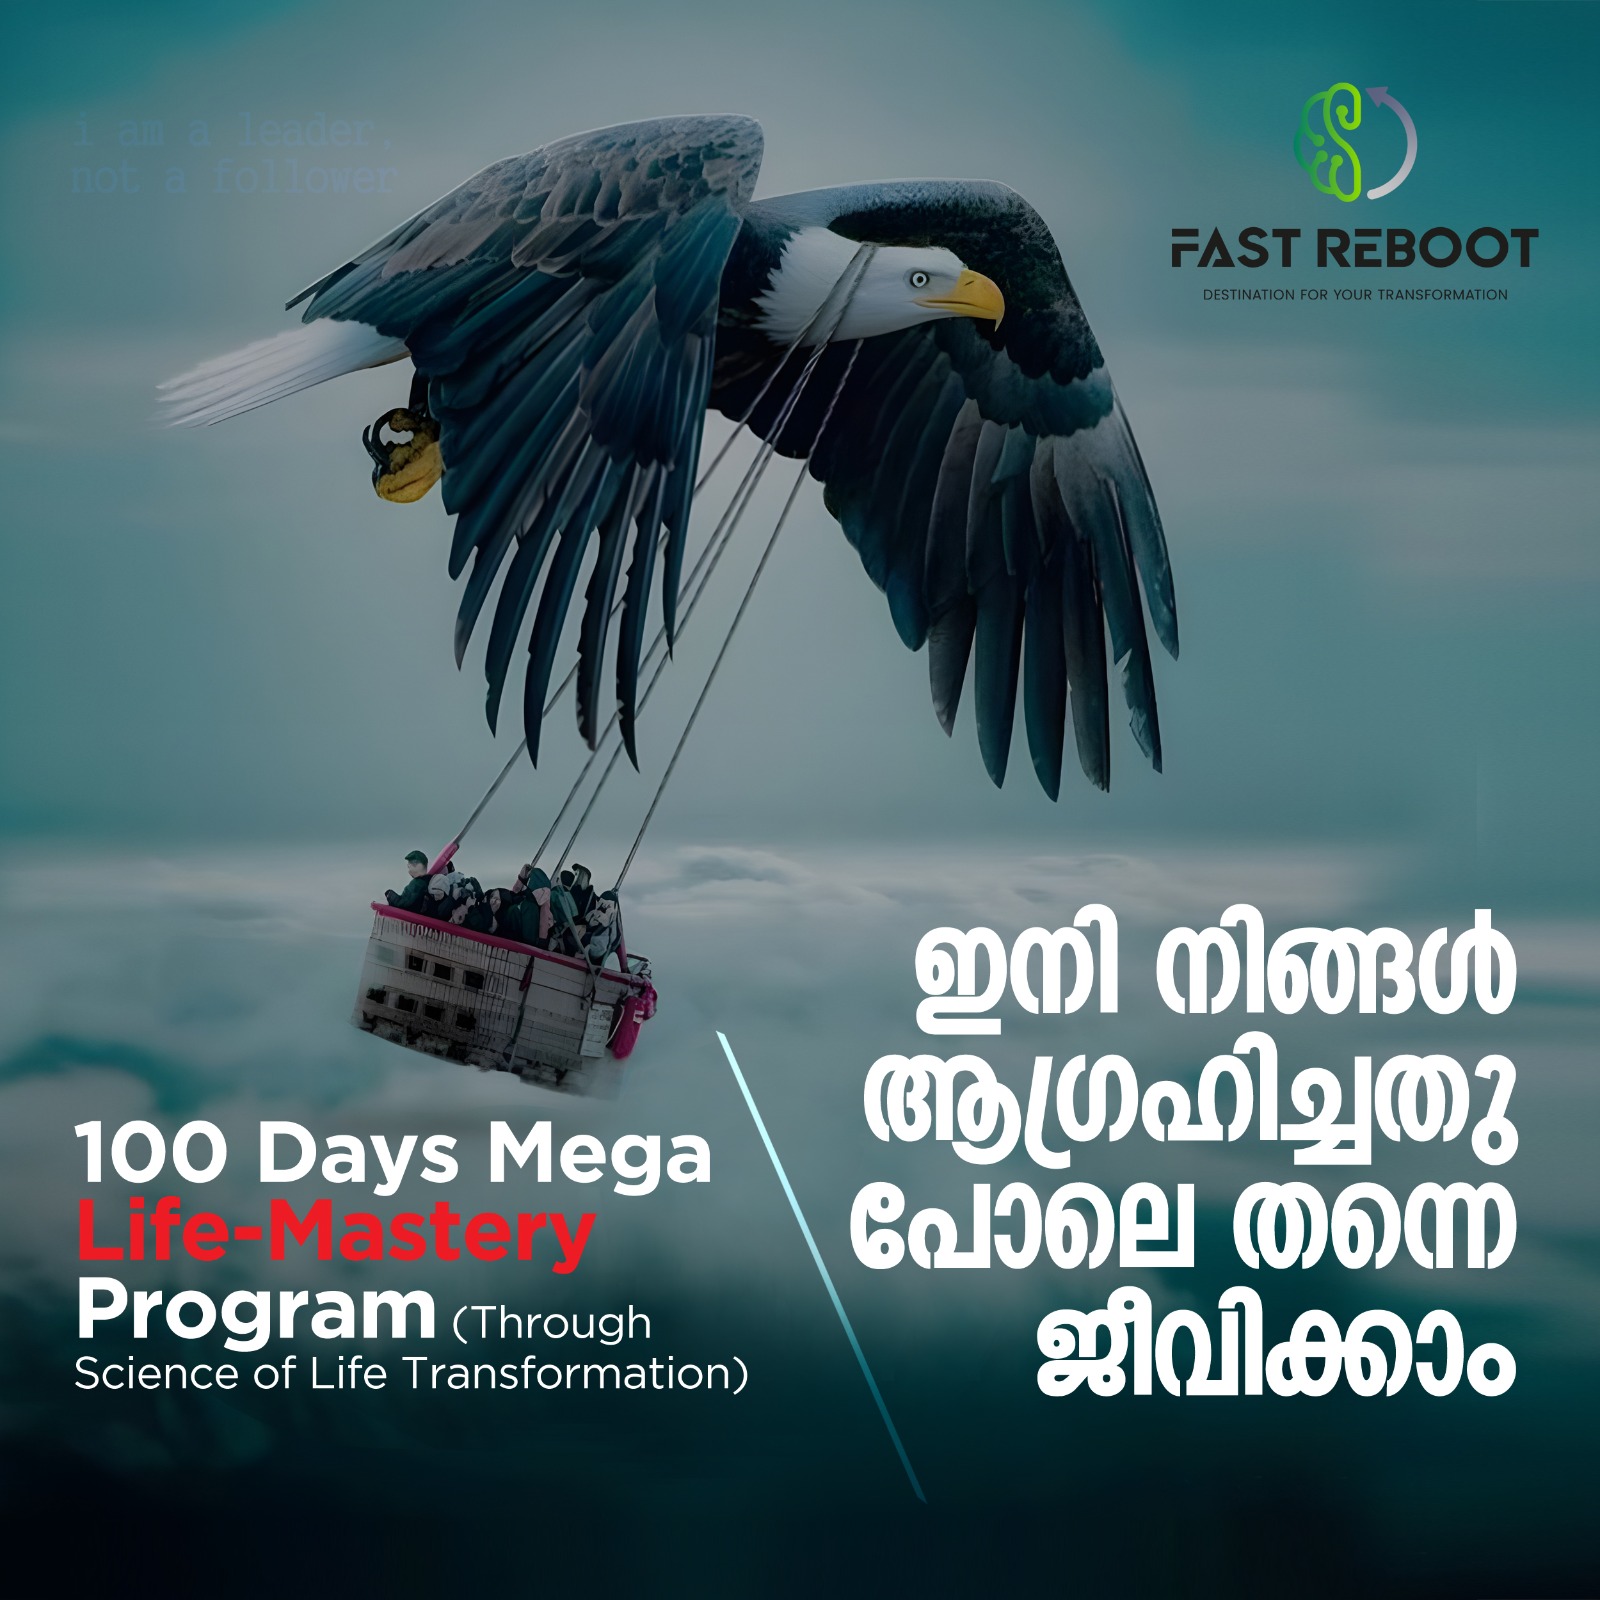 i am a leader,
not a follower
FAST REBOOT
DESTINATION FOR YOUR TRANSFORMATION
100 Days Mega
Life-Mastery
Program (Through
Science of Life Transformation)
ഇനി നിങ്ങൾ
ആഗ്രഹിച്ചതു
പോലെ തന്നെ
ജീവിക്കാം